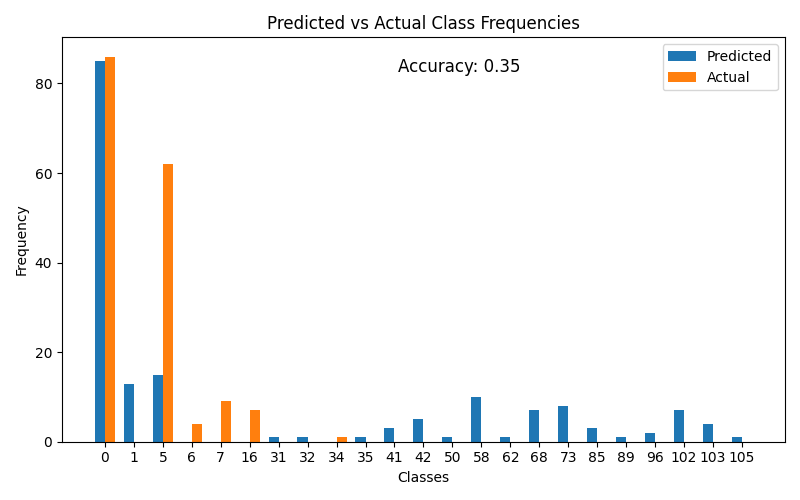 Predicted vs Actual Class Frequencies
Accuracy: 0.35
Predicted
Actual
Frequency
80
60
40
20
0
0 1 5 6 7 16 31 32 34 35 41 42 50 58 62 68 73 85 89 96 102 103 105
Classes